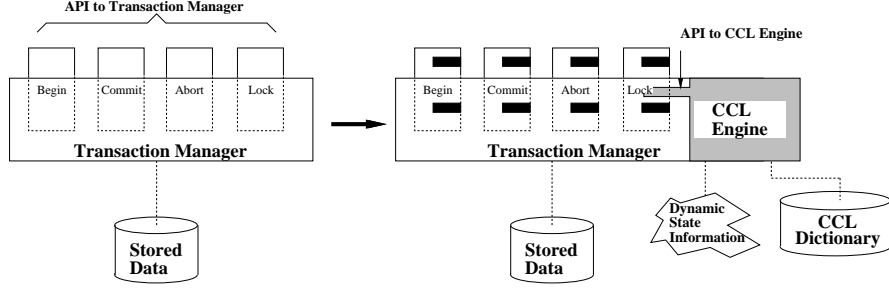 API to Transaction Manager
Begin
Commit
Abort
Lock
Transaction Manager
Stored
Data
API to CCL Engine
Begin
Commit
Abort
Lock
CCL
Engine
Transaction Manager
Stored
Data
Dynamic
State
Information
CCL
Dictionary